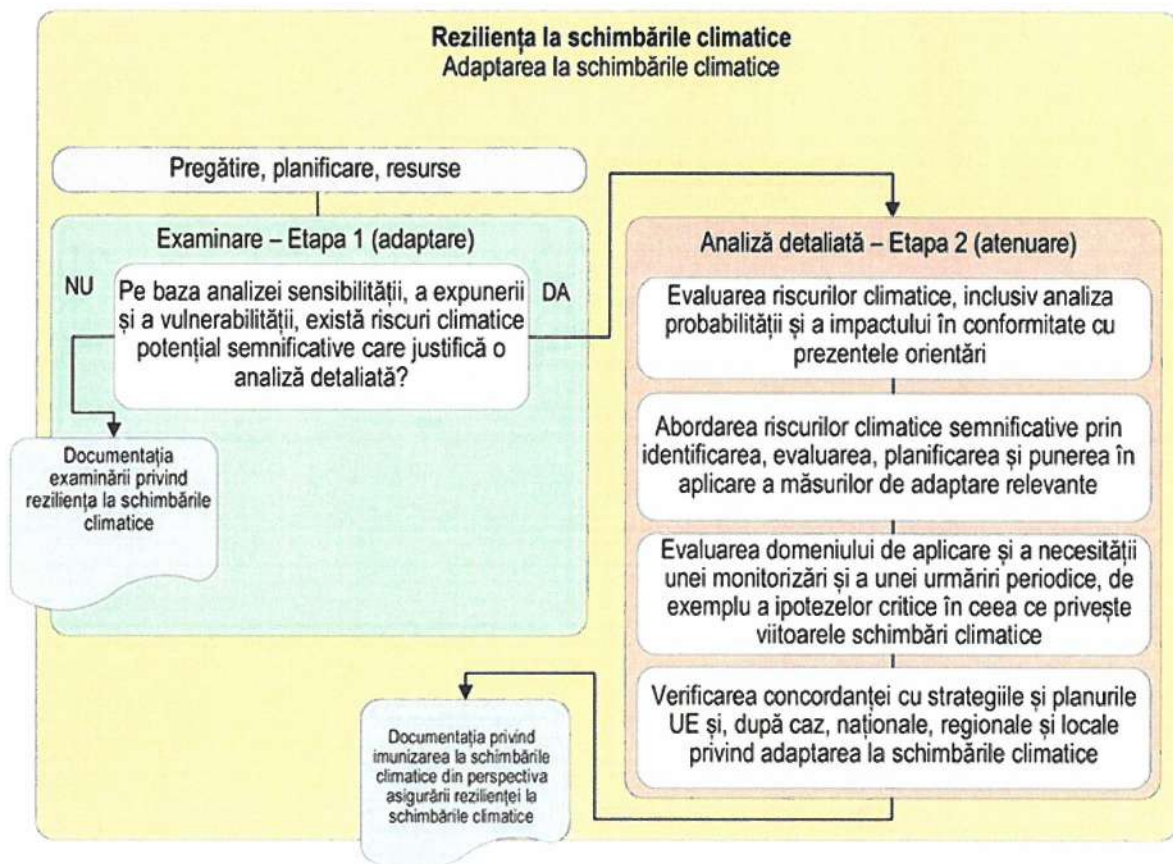 Reziliența la schimbările climatice
Adaptarea la schimbările climatice
Pregătire, planificare, resurse
Examinare – Etapa 1 (adaptare)
NU
Pe baza analizei sensibilității, a expunerii
și a vulnerabilității, există riscuri climatice
potențial semnificative care justifică o
analiză detaliată?
DA
Documentația
examinării privind
reziliența la schimbările
climatice
Analiză detaliată – Etapa 2 (atenuare)
Evaluarea riscurilor climatice, inclusiv analiza
probabilității și a impactului în conformitate cu
prezentele orientări
Abordarea riscurilor climatice semnificative prin
identificarea, evaluarea, planificarea și punerea în
aplicare a măsurilor de adaptare relevante
Evaluarea domeniului de aplicare și a necesității
unei monitorizări și a unei urmăriri periodice, de
exemplu a ipotezelor critice în ceea ce privește
viitoarele schimbări climatice
Verificarea concordanței cu strategiile și planurile
UE și, după caz, naționale, regionale și locale
privind adaptarea la schimbările climatice
Documentația privind
imunizarea la schimbările
climatice din perspectiva
asigurării rezilienței la
schimbările climatice